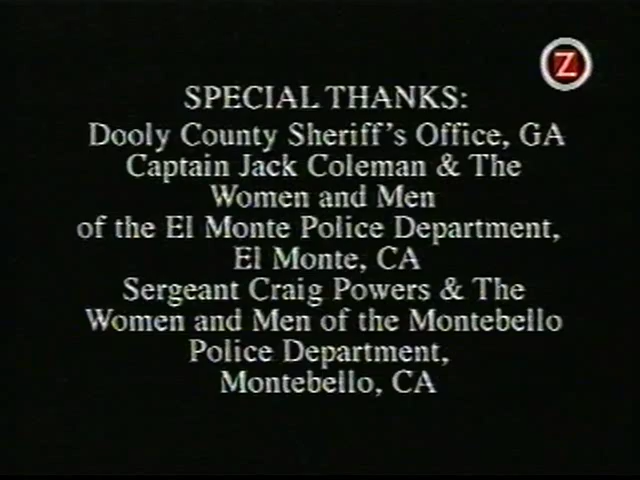 Z
SPECIAL THANKS:
Dooly County Sheriff's Office, GA
Captain Jack Coleman & The
Women and Men
of the El Monte Police Department,
El Monte, CA
Sergeant Craig Powers & The
Women and Men of the Montebello
Police Department,
Montebello, CA